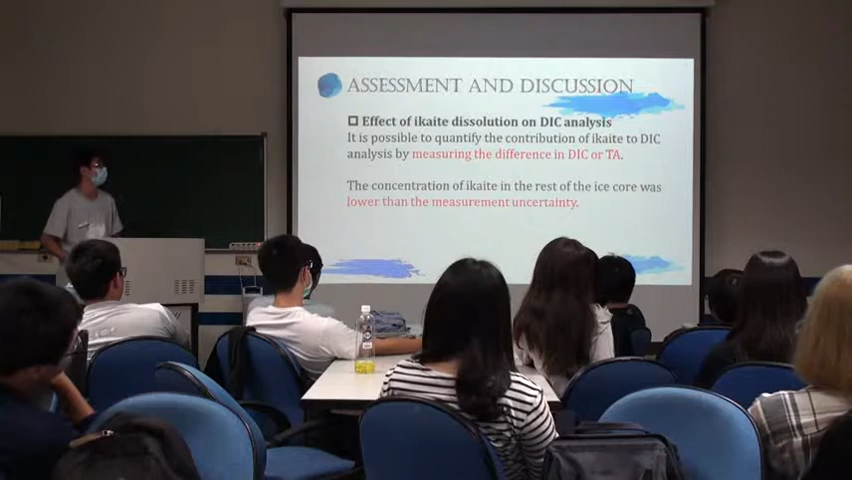 ASSESSMENT AND DISCUSSION
Effect of ikaite dissolution on DIC analysis
It is possible to quantify the contribution of ikaite to DIC
analysis by measuring the difference in DIC or TA.
The concentration of ikaite in the rest of the ice core was
lower than the measurement uncertainty.